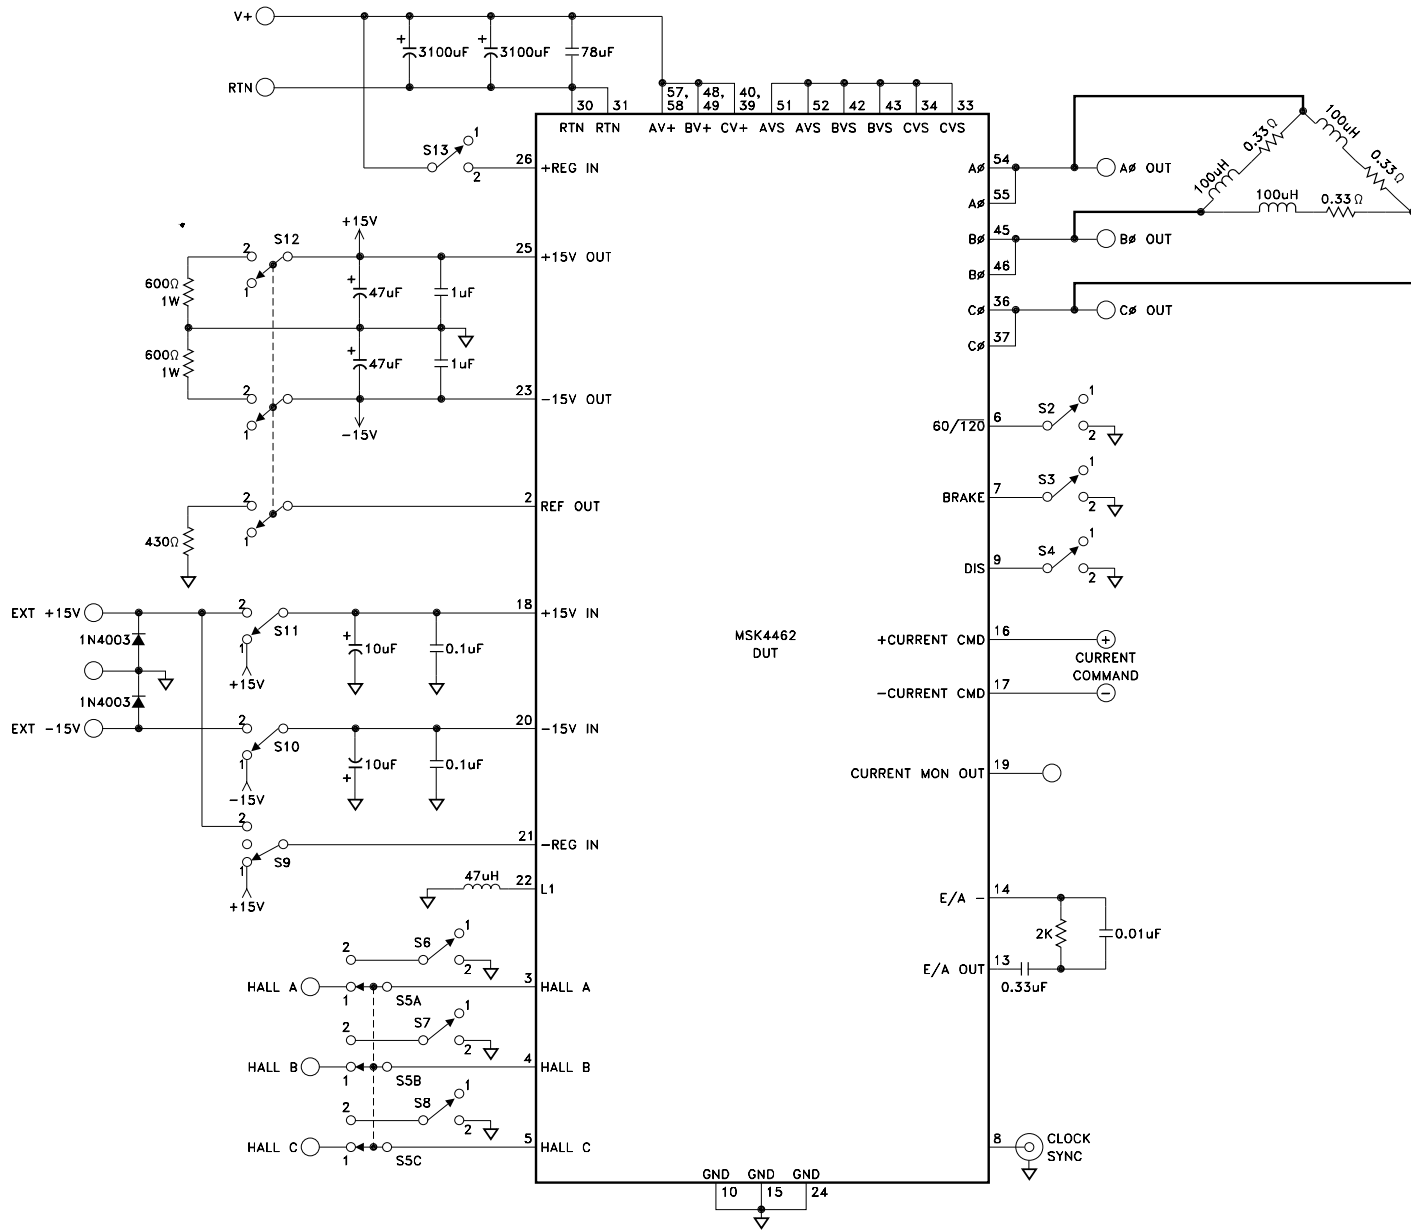 V+
+
3100uF
+
3100uF
78uF
RTN
30
31
57,
58
48,
49
40,
39
51
52
42
43
34
33
RTN
RTN
AV+
BV+
CV+
AVS
AVS
BVS
BVS
CVS
CVS
S13
1
2
26
+REG IN
+15V
S12
2
1
25
+15V OUT
600Ω
1W
+
47uF
1uF
600Ω
1W
+
47uF
1uF
2
1
23
-15V OUT
-15V
2
1
2
REF OUT
430Ω
EXT +15V
2
1
S11
18
+15V IN
1N4003
+
10uF
0.1uF
+15V
1N4003
EXT -15V
2
1
S10
20
-15V IN
10uF
+
0.1uF
-15V
2
1
S9
21
-REG IN
+15V
47uH
22
L1
2
S6
1
2
HALL A
1
S5A
3
HALL A
2
S7
1
2
HALL B
1
S5B
4
HALL B
2
S8
1
2
HALL C
1
S5C
5
HALL C
MSK4462
DUT
GND
GND
GND
10
15
24
AØ
54
AØ OUT
AØ
55
BØ
45
BØ OUT
BØ
46
CØ
36
CØ OUT
CØ
37
100uH
0.33Ω
100uH
0.33Ω
100uH
0.33Ω
60/120
6
S2
1
2
BRAKE
7
S3
1
2
DIS
9
S4
1
2
+CURRENT CMD
16
+
CURRENT
COMMAND
-CURRENT CMD
17
-
CURRENT MON OUT
19
E/A -
14
2K
0.01uF
E/A OUT
13
0.33uF
8
CLOCK
SYNC